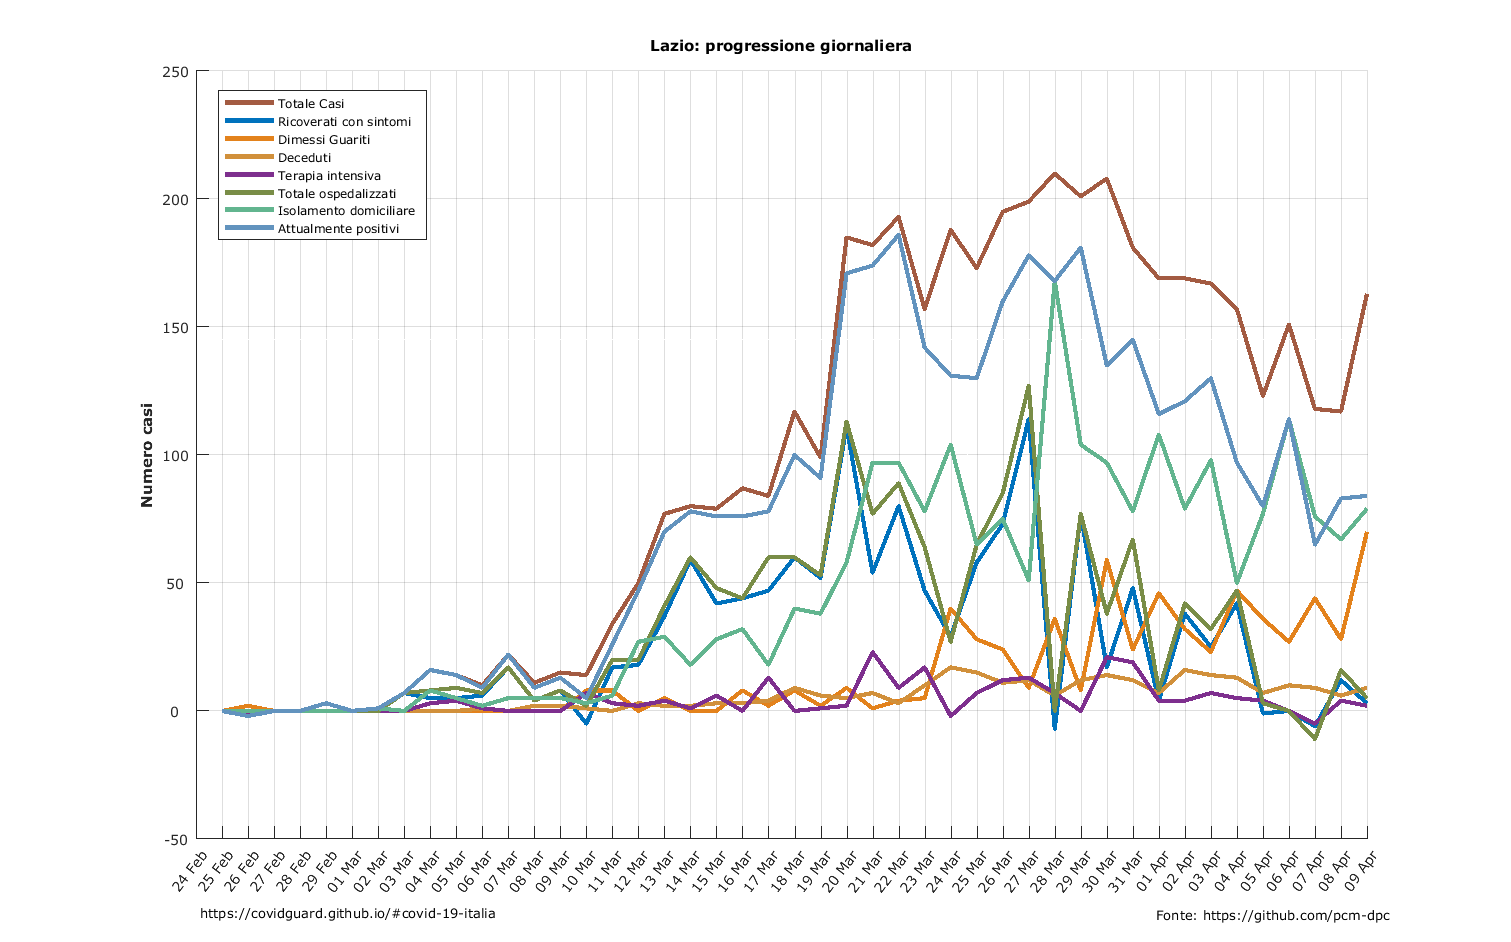 Lazio: progressione giornaliera
250
200
150
100
50
0
-50
Numero casi
Totale Casi
Ricoverati con sintomi
Dimessi Guariti
Deceduti
Terapia intensiva
Totale ospedalizzati
Isolamento domiciliare
Attualmente positivi
24 Feb
25 Feb
26 Feb
27 Feb
28 Feb
29 Feb
01 Mar
02 Mar
03 Mar
04 Mar
05 Mar
06 Mar
07 Mar
08 Mar
09 Mar
10 Mar
11 Mar
12 Mar
13 Mar
14 Mar
15 Mar
16 Mar
17 Mar
18 Mar
19 Mar
20 Mar
21 Mar
22 Mar
23 Mar
24 Mar
25 Mar
26 Mar
27 Mar
28 Mar
29 Mar
30 Mar
31 Mar
01 Apr
02 Apr
03 Apr
04 Apr
05 Apr
06 Apr
07 Apr
08 Apr
09 Apr
https://covidguard.github.io/#covid-19-italia
Fonte: https://github.com/pcm-dpc